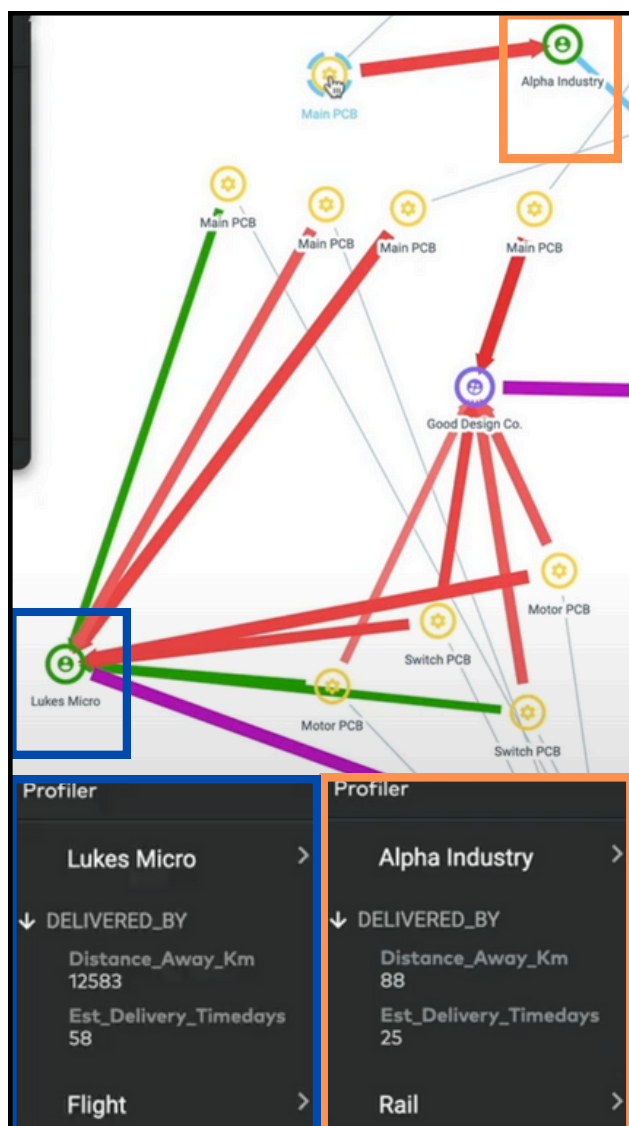 Alpha Industry
Main PCB
Main PCB
Main PCB
Main PCB
Main PCB
Good Design Co.
Motor PCB
Switch PCB
Lukes Micro
Motor PCB
Switch PCB
Profiler
Lukes Micro
DELIVERED_BY
Distance_Away_Km
12583
Est_Delivery_Timedays
58
Flight
Profiler
Alpha Industry
DELIVERED_BY
Distance_Away_Km
88
Est_Delivery_Timedays
25
Rail